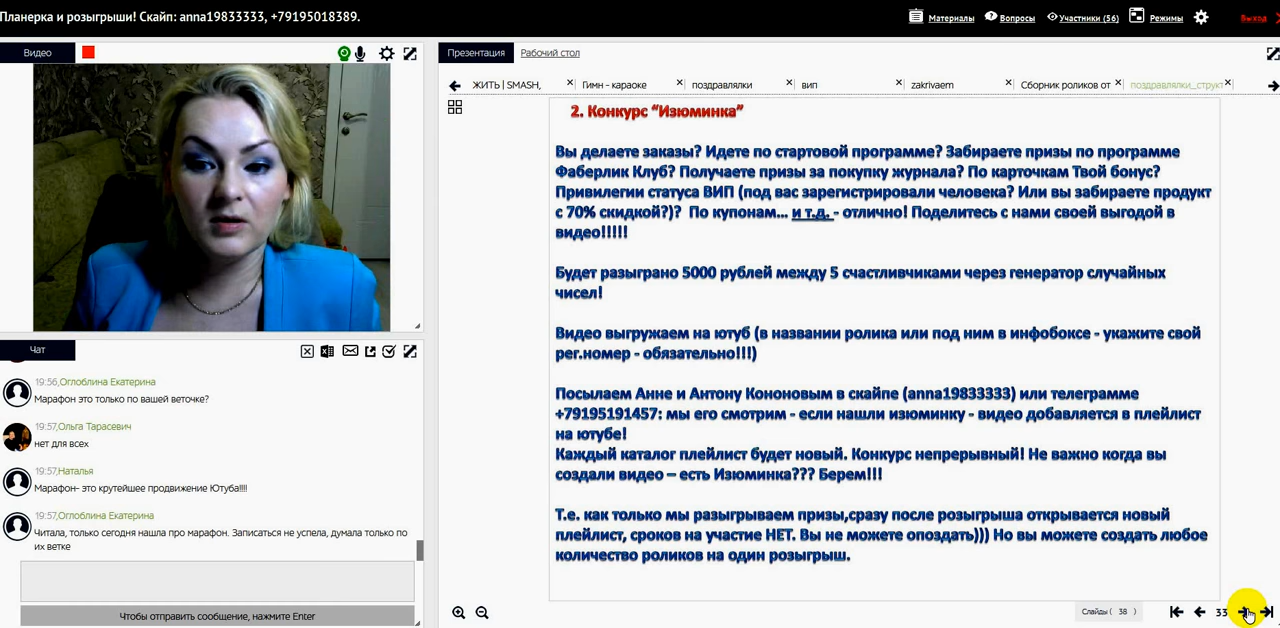 Планерка и розыгрыши! Скайп: anna19833333, +79195018389.
Материалы
Вопросы
Участники (56)
Режимы
Выход
Видео
Презентация
Рабочий стол
ЖИТЬ | SMASH,
Гимн - караоке
поздравлялки
вип
zakrivaem
Сборник роликов от
поздравлялки_структ
2. Конкурс “Изюминка”
Вы делаете заказы? Идете по стартовой программе? Забираете призы по программе
Фаберлик Клуб? Получаете призы за покупку журнала? По карточкам Твой бонус?
Привилегии статуса ВИП (под вас зарегистрировали человека? Или вы забираете продукт
с 70% скидкой?)? По купонам... и т.д. - отлично! Поделитесь с нами своей выгодой в
видео!!!!!
Будет разыграно 5000 рублей между 5 счастливчиками через генератор случайных
чисел!
Видео выгружаем на ютуб (в названии ролика или под ним в инфобоксе - укажите свой
рег.номер - обязательно!!!)
Посылаем Анне и Антону Кононовым в скайпе (anna19833333) или телеграмме
+79195191457: мы его смотрим - если нашли изюминку - видео добавляется в плейлист
на ютубе!
Каждый каталог плейлист будет новый. Конкурс непрерывный! Не важно когда вы
создали видео – есть Изюминка??? Берем!!!
Т.е. как только мы разыгрываем призы,сразу после розыгрыша открывается новый
плейлист, сроков на участие НЕТ. Вы не можете опоздать))) Но вы можете создать любое
количество роликов на один розыгрыш.
Слайды ( 38 )
33
Чат
19:56,Оглоблина Екатерина
Марафон это только по вашей веточке?
19:57,Ольга Тарасевич
нет для всех
19:57,Наталья
Марафон- это крутейшее продвижение Ютуба!!!!
19:57,Оглоблина Екатерина
Читала, только сегодня нашла про марафон. Записаться не успела, думала только по
их ветке
Чтобы отправить сообщение, нажмите Enter